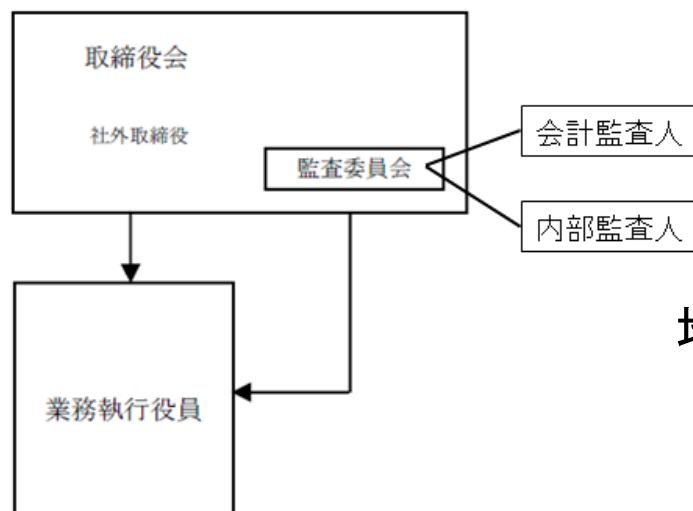 取締役会
社外取締役
監査委員会
会計監査人
内部監査人
業務執行役員